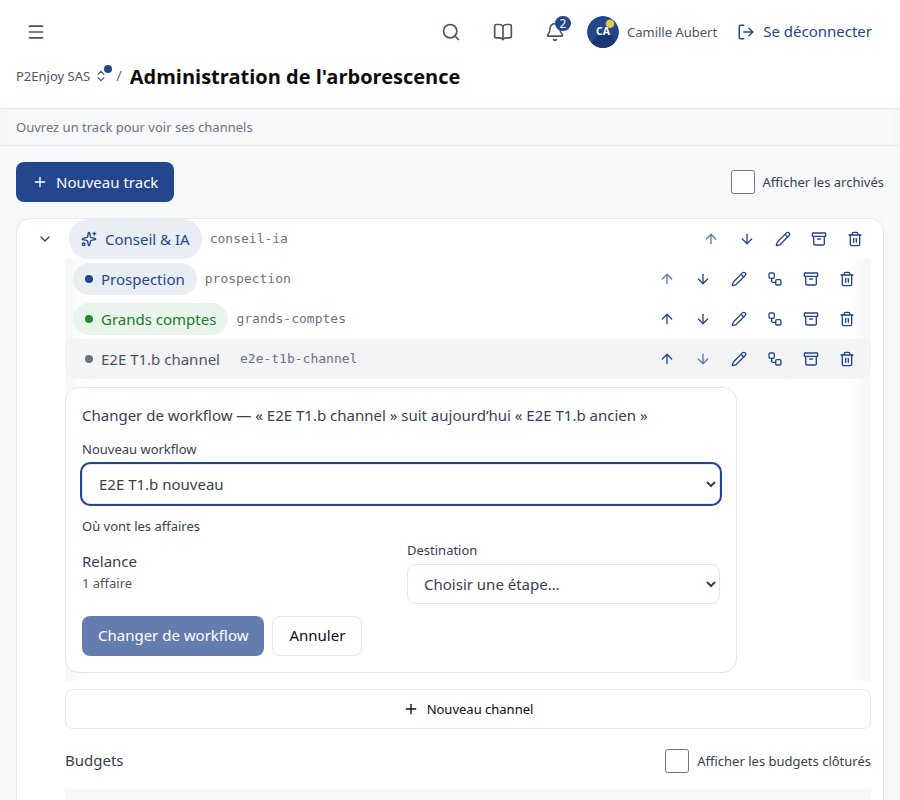 2
CA
Camille Aubert
Se déconnecter
P2Enjoy SAS / Administration de l'arborescence
Ouvrez un track pour voir ses channels
Nouveau track
Afficher les archivés
Conseil & IA conseil-ia
Prospection prospection
Grands comptes grands-comptes
E2E T1.b channel e2e-t1b-channel
Changer de workflow — « E2E T1.b channel » suit aujourd’hui « E2E T1.b ancien »
Nouveau workflow
E2E T1.b nouveau
Où vont les affaires
Relance
1 affaire
Destination
Choisir une étape…
Changer de workflow
Annuler
Nouveau channel
Budgets
Afficher les budgets clôturés